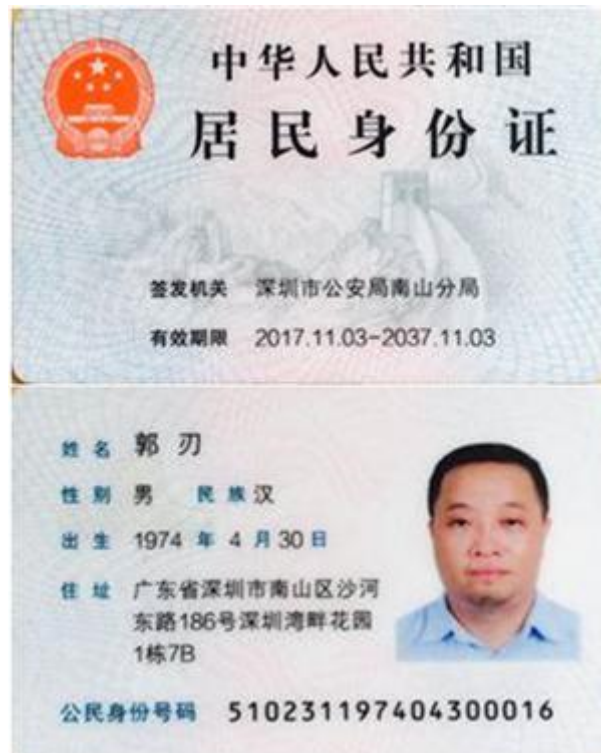 中华人民共和国
居民身份证
签发机关 深圳市公安局南山分局
有效期限 2017.11.03-2037.11.03
姓名 郭刃
性别 男 民族 汉
出生 1974 年 4 月 30 日
住址 广东省深圳市南山区沙河
东路186号深圳湾畔花园
1栋7B
公民身份号码 510231197404300016